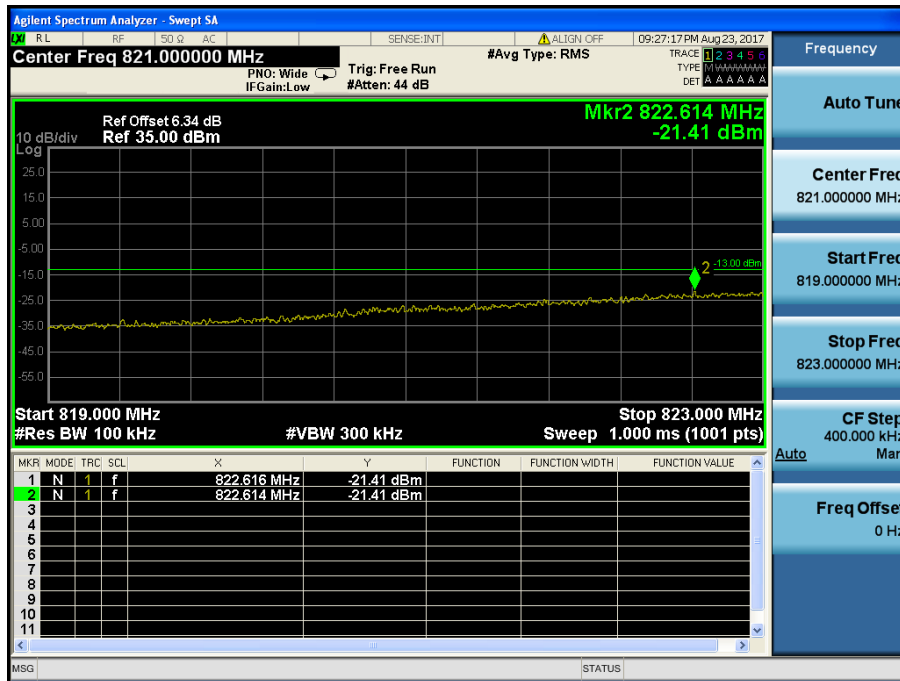 Agilent Spectrum Analyzer - Swept SA
LXI RL RF 50 Ω AC SENSE:INT ALIGN OFF 09:27:17 PM Aug 23, 2017
Center Freq 821.000000 MHz
#Avg Type: RMS
TRACE 1 2 3 4 5 6
TYPE MWWWWW
DET A A A A A A
PNO: Wide
IFGain:Low
Trig: Free Run
#Atten: 44 dB
Frequency
Auto Tune
Mkr2 822.614 MHz
-21.41 dBm
Ref Offset 6.34 dB
10 dB/div Ref 35.00 dBm
Log
25.0
15.0
5.00
-5.00
-15.0
-25.0
-35.0
-45.0
-55.0
2
-13.00 dBm
Start 819.000 MHz Stop 823.000 MHz
#Res BW 100 kHz #VBW 300 kHz Sweep 1.000 ms (1001 pts)
Center Freq
821.000000 MHz
Start Freq
819.000000 MHz
Stop Freq
823.000000 MHz
CF Step
400.000 kHz
Auto Man
Freq Offset
0 Hz
MKR MODE TRC SCL X Y FUNCTION FUNCTION WIDTH FUNCTION VALUE
1 N 1 f 822.616 MHz -21.41 dBm
2 N 1 f 822.614 MHz -21.41 dBm
3
4
5
6
7
8
9
10
11
MSG STATUS